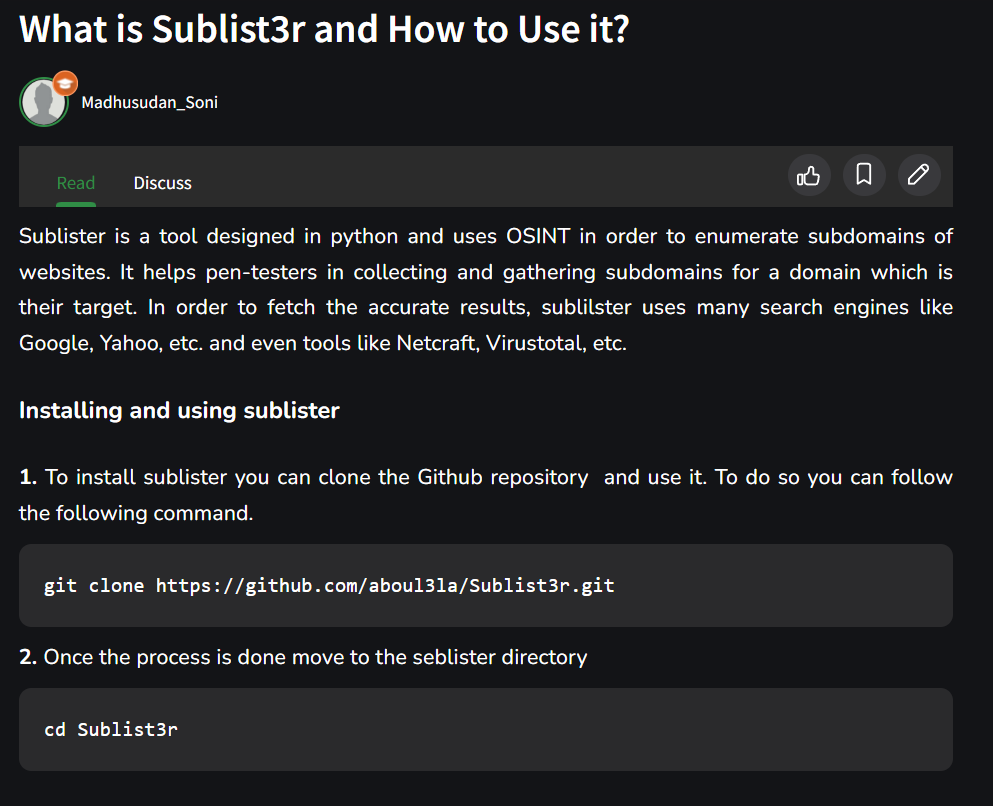 What is Sublist3r and How to Use it?
Madhusudan_Soni
Read Discuss
Sublister is a tool designed in python and uses OSINT in order to enumerate subdomains of
websites. It helps pen-testers in collecting and gathering subdomains for a domain which is
their target. In order to fetch the accurate results, sublilster uses many search engines like
Google, Yahoo, etc. and even tools like Netcraft, Virustotal, etc.
Installing and using sublister
1. To install sublister you can clone the Github repository  and use it. To do so you can follow
the following command.
git clone https://github.com/aboul3la/Sublist3r.git
2. Once the process is done move to the seblister directory
cd Sublist3r